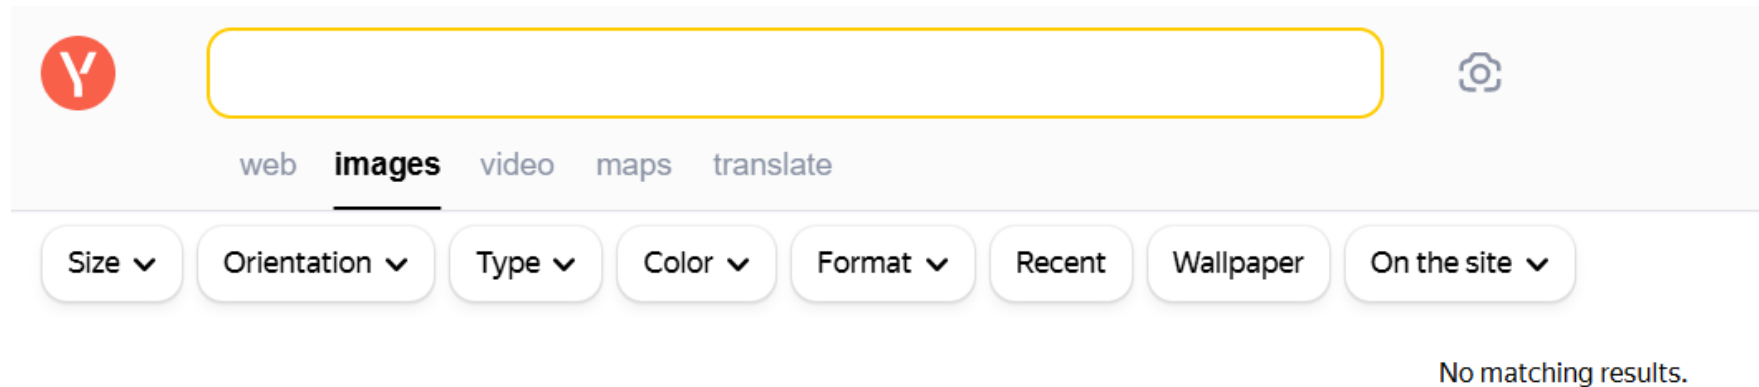 Y
web images video maps translate
Size Orientation Type Color Format Recent Wallpaper On the site
No matching results.